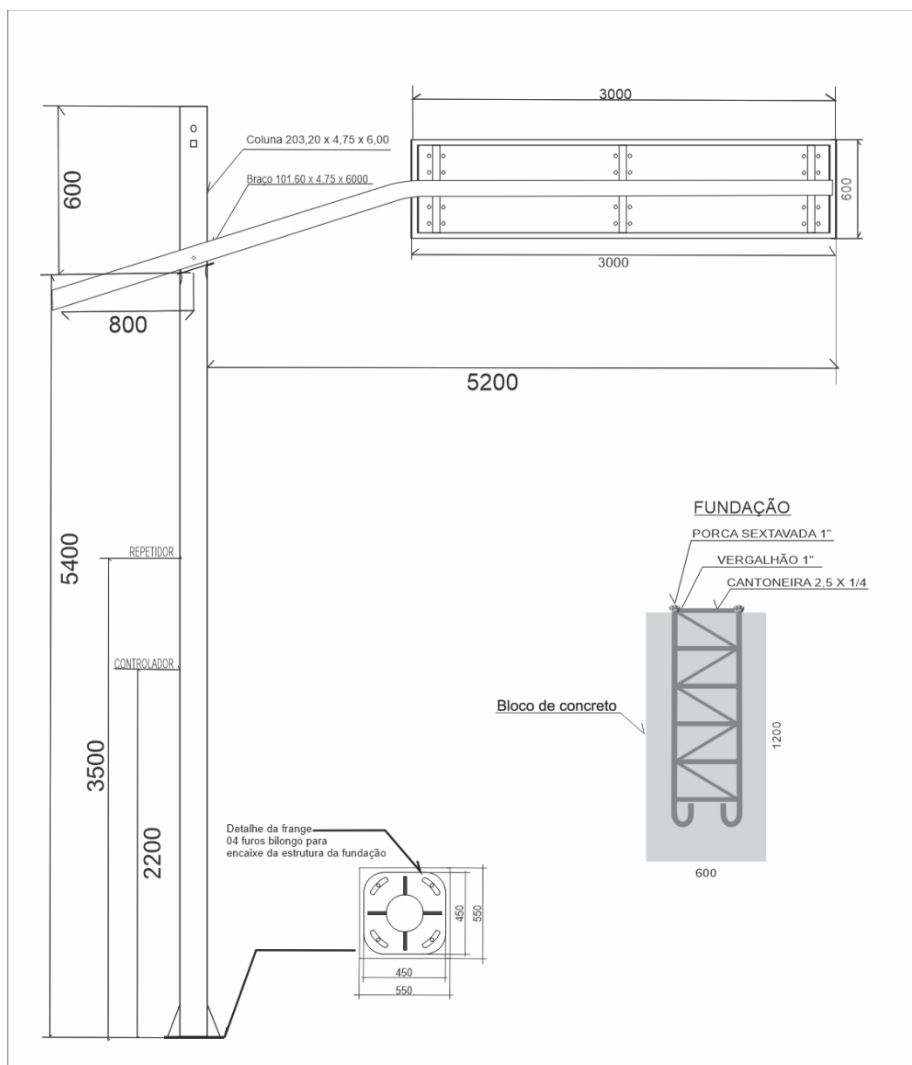 3000
Coluna 203,20 x 4,75 x 6,00
600
Braço 101,60 x 4.75 x 6000
600
3000
800
5200
FUNDAÇÃO
PORCA SEXTAVADA 1"
VERGALHÃO 1"
CANTONEIRA 2,5 X 1/4
5400
REPETIDOR
CONTROLADOR
Bloco de concreto
1200
3500
2200
Detalhe da frange
04 furos bilongo para
encaixe da estrutura da fundação
600
450
550
450
550